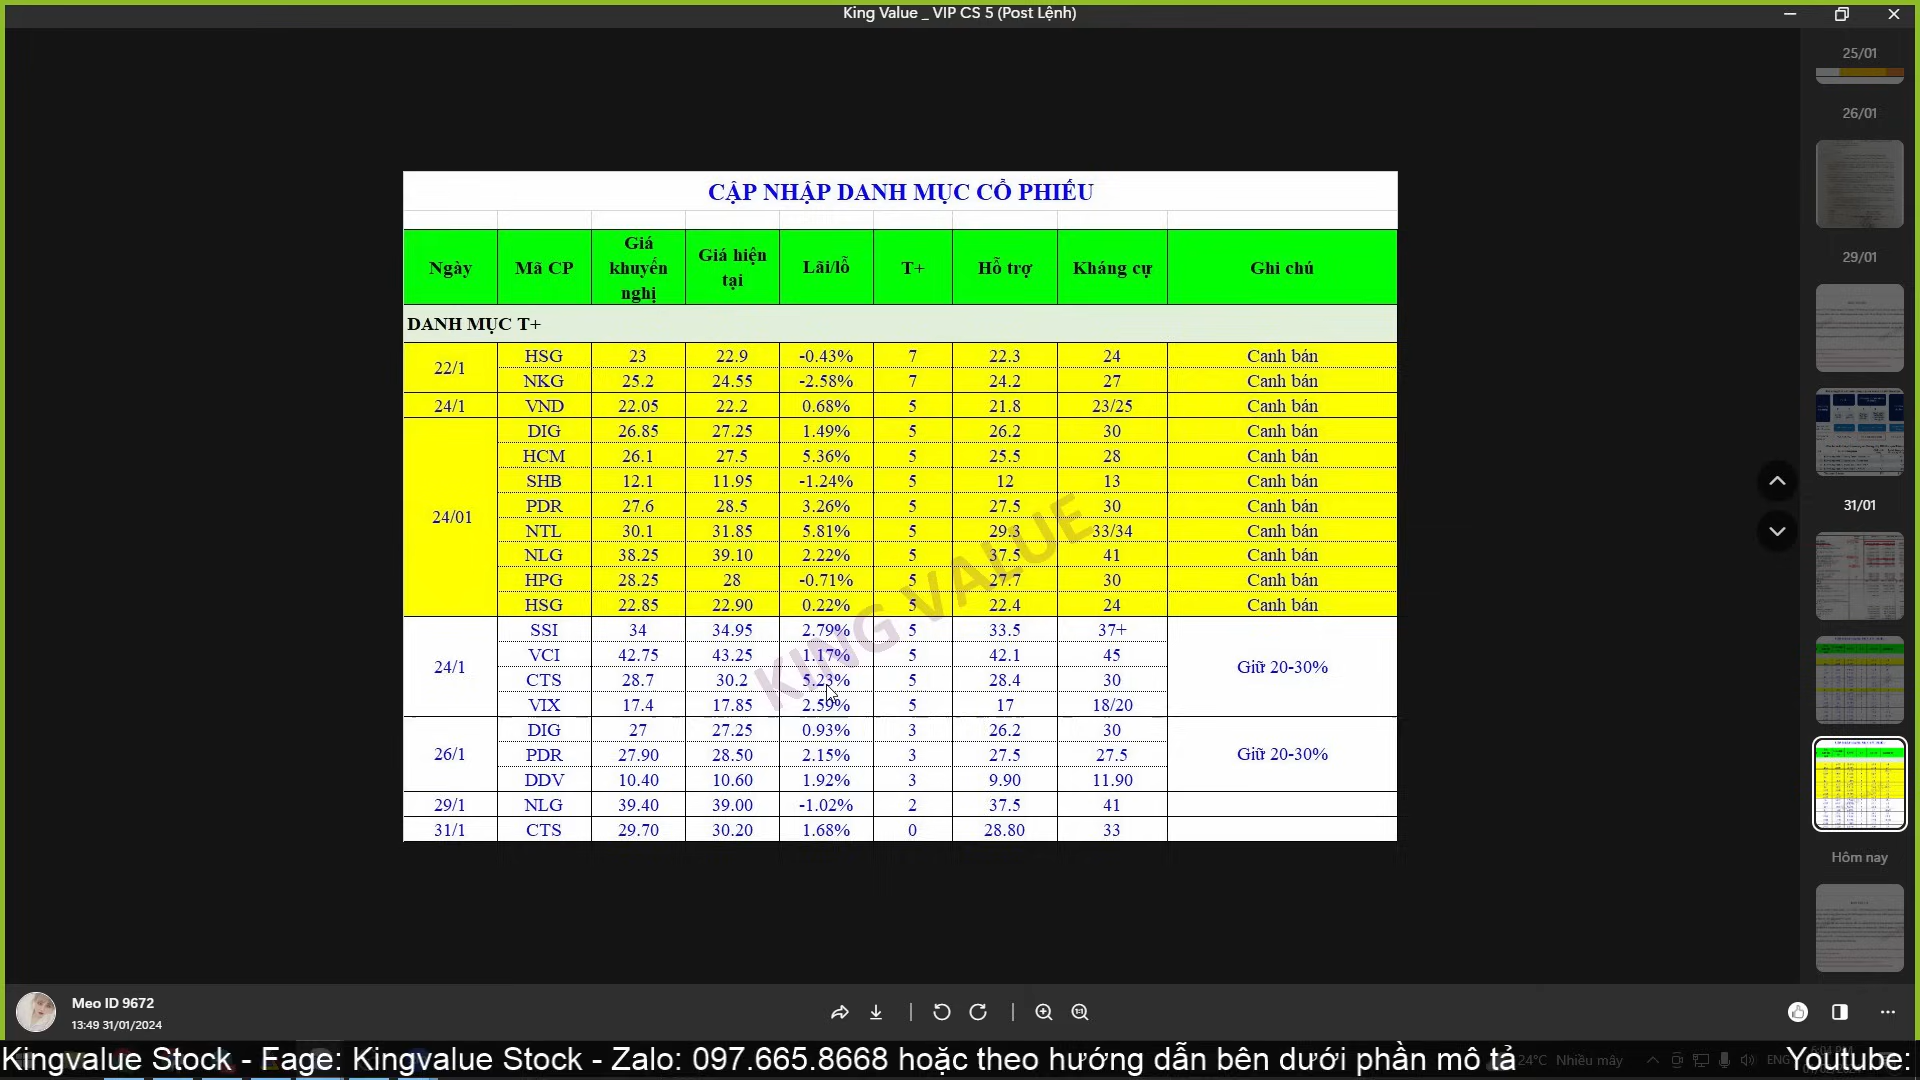 King Value _ VIP CS 5 (Post Lệnh)
25/01
26/01
29/01
31/01
Hôm nay
CẬP NHẬP DANH MỤC CỔ PHIẾU
Ngày Mã CP Giá khuyến nghị Giá hiện tại Lãi/lỗ T+ Hỗ trợ Kháng cự Ghi chú
DANH MỤC T+
22/1 HSG 23 22.9 -0.43% 7 22.3 24 Canh bán
NKG 25.2 24.55 -2.58% 7 24.2 27 Canh bán
24/1 VND 22.05 22.2 0.68% 5 21.8 23/25 Canh bán
24/01 DIG 26.85 27.25 1.49% 5 26.2 30 Canh bán
HCM 26.1 27.5 5.36% 5 25.5 28 Canh bán
SHB 12.1 11.95 -1.24% 5 12 13 Canh bán
PDR 27.6 28.5 3.26% 5 27.5 30 Canh bán
NTL 30.1 31.85 5.81% 5 29.3 33/34 Canh bán
NLG 38.25 39.10 2.22% 5 37.5 41 Canh bán
HPG 28.25 28 -0.71% 5 27.7 30 Canh bán
HSG 22.85 22.90 0.22% 5 22.4 24 Canh bán
24/1 SSI 34 34.95 2.79% 5 33.5 37+ Giữ 20-30%
VCI 42.75 43.25 1.17% 5 42.1 45
CTS 28.7 30.2 5.23% 5 28.4 30
VIX 17.4 17.85 2.59% 5 17 18/20
26/1 DIG 27 27.25 0.93% 3 26.2 30 Giữ 20-30%
PDR 27.90 28.50 2.15% 3 27.5 27.5
DDV 10.40 10.60 1.92% 3 9.90 11.90
29/1 NLG 39.40 39.00 -1.02% 2 37.5 41
31/1 CTS 29.70 30.20 1.68% 0 28.80 33
KING VALUE
Meo ID 9672
13:49 31/01/2024
Kingvalue Stock - Fage: Kingvalue Stock - Zalo: 097.665.8668 hoặc theo hướng dẫn bên dưới phần mô tả
24°C Nhiều mây
ENG
Youtube: